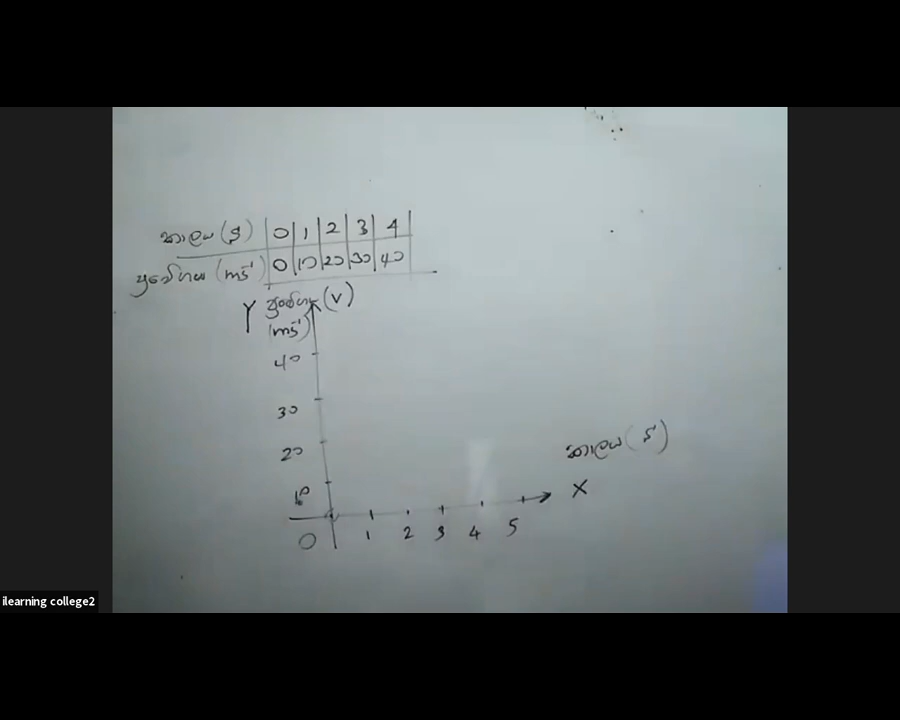 කාලය (s) 0 1 2 3 4
ප්‍රවේගය (ms⁻¹) 0 10 20 30 40
Y ප්‍රවේගය (v)
(ms⁻¹)
40
30
20
10
0 1 2 3 4 5
කාලය (s)
X
ilearning college2